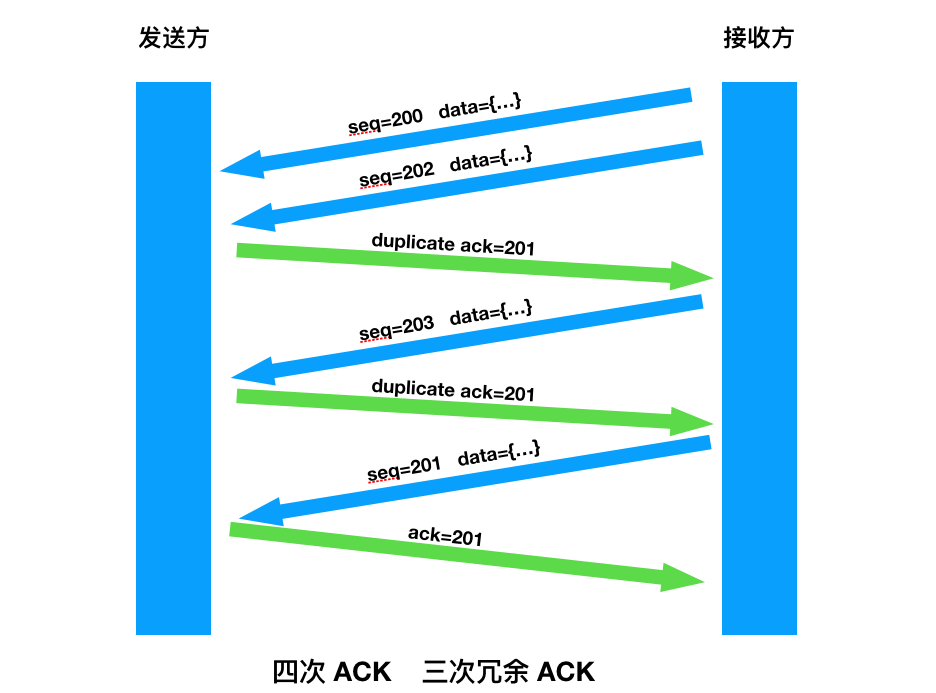 发送方
接收方
seq=200 data={…}
seq=202 data={…}
duplicate ack=201
seq=203 data={…}
duplicate ack=201
seq=201 data={…}
ack=201
四次 ACK 三次冗余 ACK